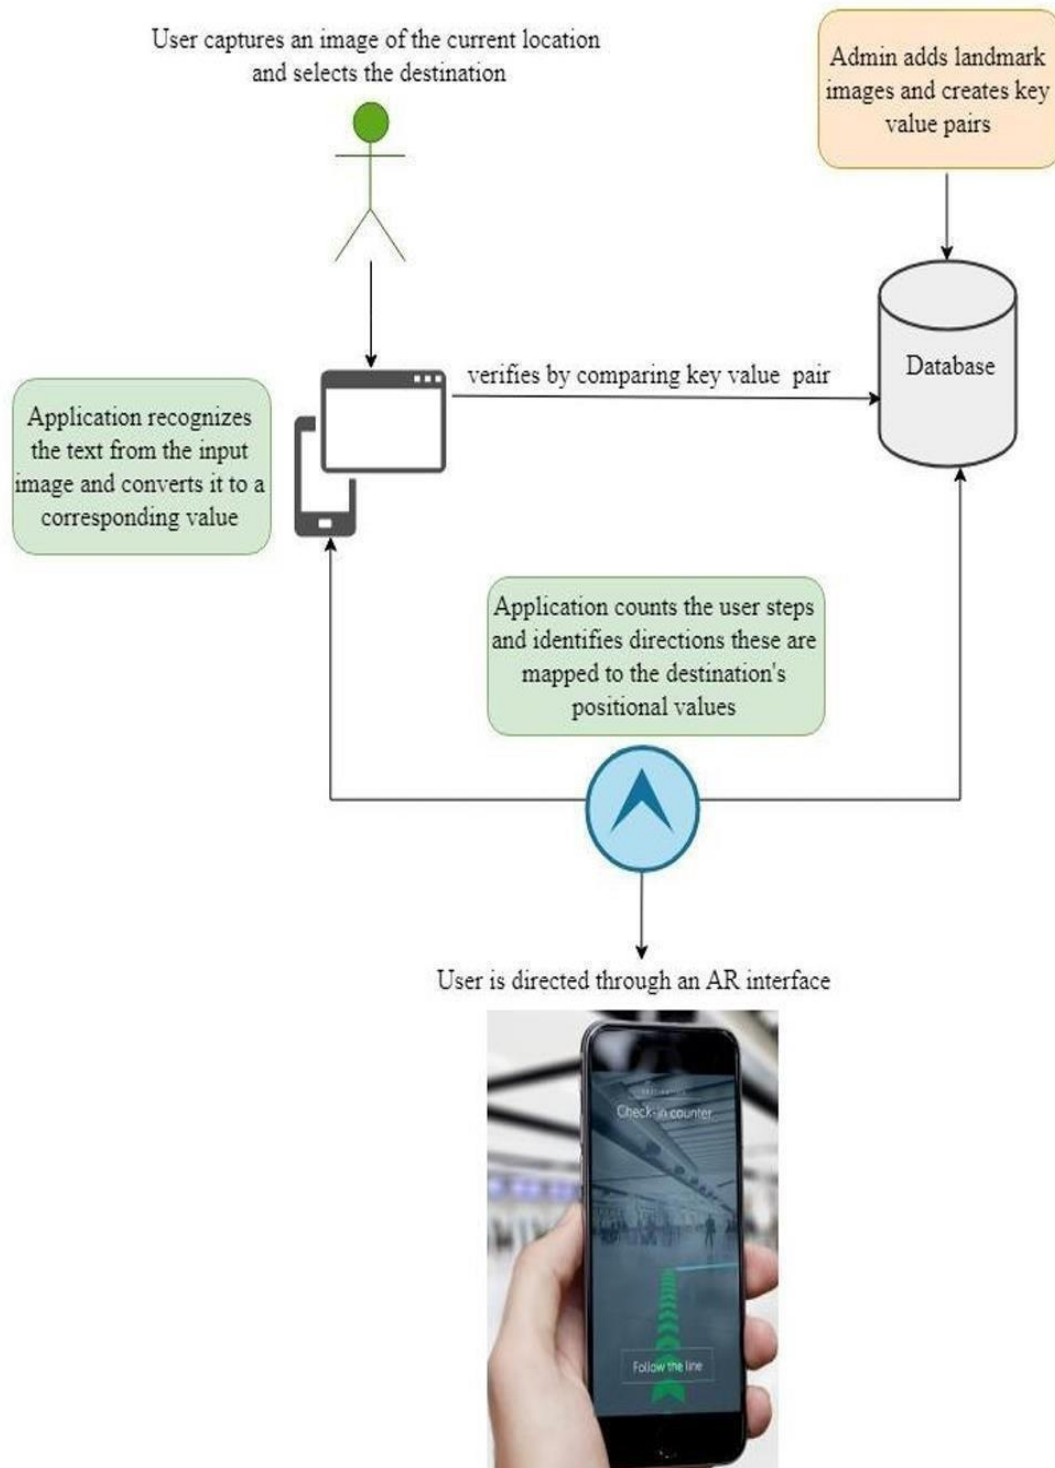 User captures an image of the current location
and selects the destination
Admin adds landmark
images and creates key
value pairs
Database
verifies by comparing key value pair
Application recognizes
the text from the input
image and converts it to a
corresponding value
Application counts the user steps
and identifies directions these are
mapped to the destination's
positional values
User is directed through an AR interface
Check-in counter
Follow the line